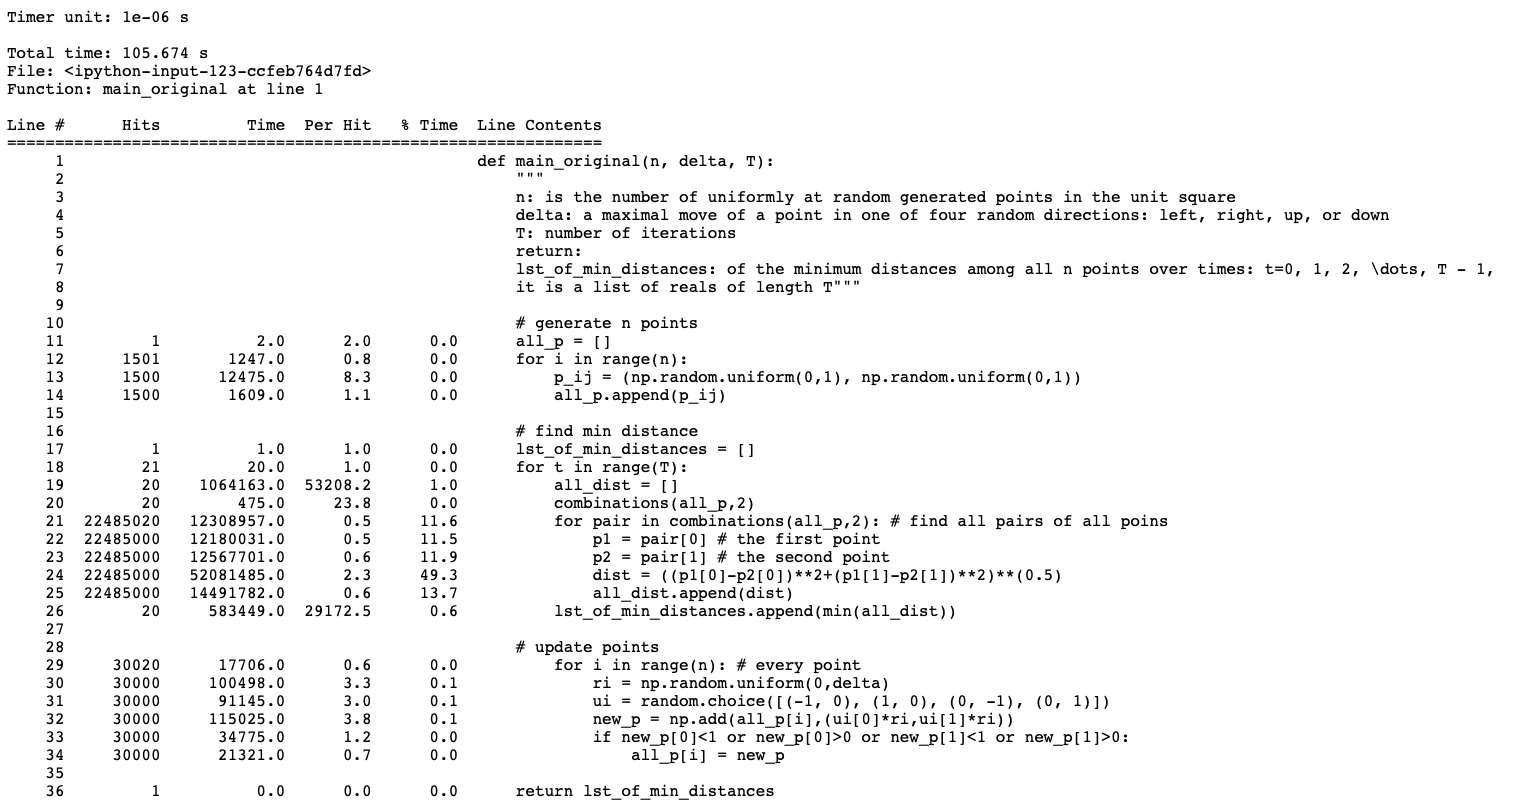 Timer unit: 1e-06 s

Total time: 105.674 s
File: <ipython-input-123-ccfeb764d7fd>
Function: main_original at line 1

Line #      Hits         Time  Per Hit   % Time  Line Contents
==============================================================
     1                                           def main_original(n, delta, T):
     2                                               """
     3                                               n: is the number of uniformly at random generated points in the unit square
     4                                               delta: a maximal move of a point in one of four random directions: left, right, up, or down
     5                                               T: number of iterations
     6                                               return:
     7                                               lst_of_min_distances: of the minimum distances among all n points over times: t=0, 1, 2, \dots, T - 1,
     8                                               it is a list of reals of length T"""
     9
    10                                               # generate n points
    11         1          2.0      2.0      0.0      all_p = []
    12      1501       1247.0      0.8      0.0      for i in range(n):
    13      1500      12475.0      8.3      0.0          p_ij = (np.random.uniform(0,1), np.random.uniform(0,1))
    14      1500       1609.0      1.1      0.0          all_p.append(p_ij)
    15
    16                                               # find min distance
    17         1          1.0      1.0      0.0      lst_of_min_distances = []
    18        21         20.0      1.0      0.0      for t in range(T):
    19        20    1064163.0  53208.2      1.0          all_dist = []
    20        20        475.0     23.8      0.0          combinations(all_p,2)
    21  22485020   12308957.0      0.5     11.6          for pair in combinations(all_p,2): # find all pairs of all poins
    22  22485000   12180031.0      0.5     11.5              p1 = pair[0] # the first point
    23  22485000   12567701.0      0.6     11.9              p2 = pair[1] # the second point
    24  22485000   52081485.0      2.3     49.3              dist = ((p1[0]-p2[0])**2+(p1[1]-p2[1])**2)**(0.5)
    25  22485000   14491782.0      0.6     13.7              all_dist.append(dist)
    26        20     583449.0  29172.5      0.6          lst_of_min_distances.append(min(all_dist))
    27
    28                                               # update points
    29     30020      17706.0      0.6      0.0          for i in range(n): # every point
    30     30000     100498.0      3.3      0.1              ri = np.random.uniform(0,delta)
    31     30000      91145.0      3.0      0.1              ui = random.choice([(-1, 0), (1, 0), (0, -1), (0, 1)])
    32     30000     115025.0      3.8      0.1              new_p = np.add(all_p[i],(ui[0]*ri,ui[1]*ri))
    33     30000      34775.0      1.2      0.0              if new_p[0]<1 or new_p[0]>0 or new_p[1]<1 or new_p[1]>0:
    34     30000      21321.0      0.7      0.0                  all_p[i] = new_p
    35
    36         1          0.0      0.0      0.0      return lst_of_min_distances